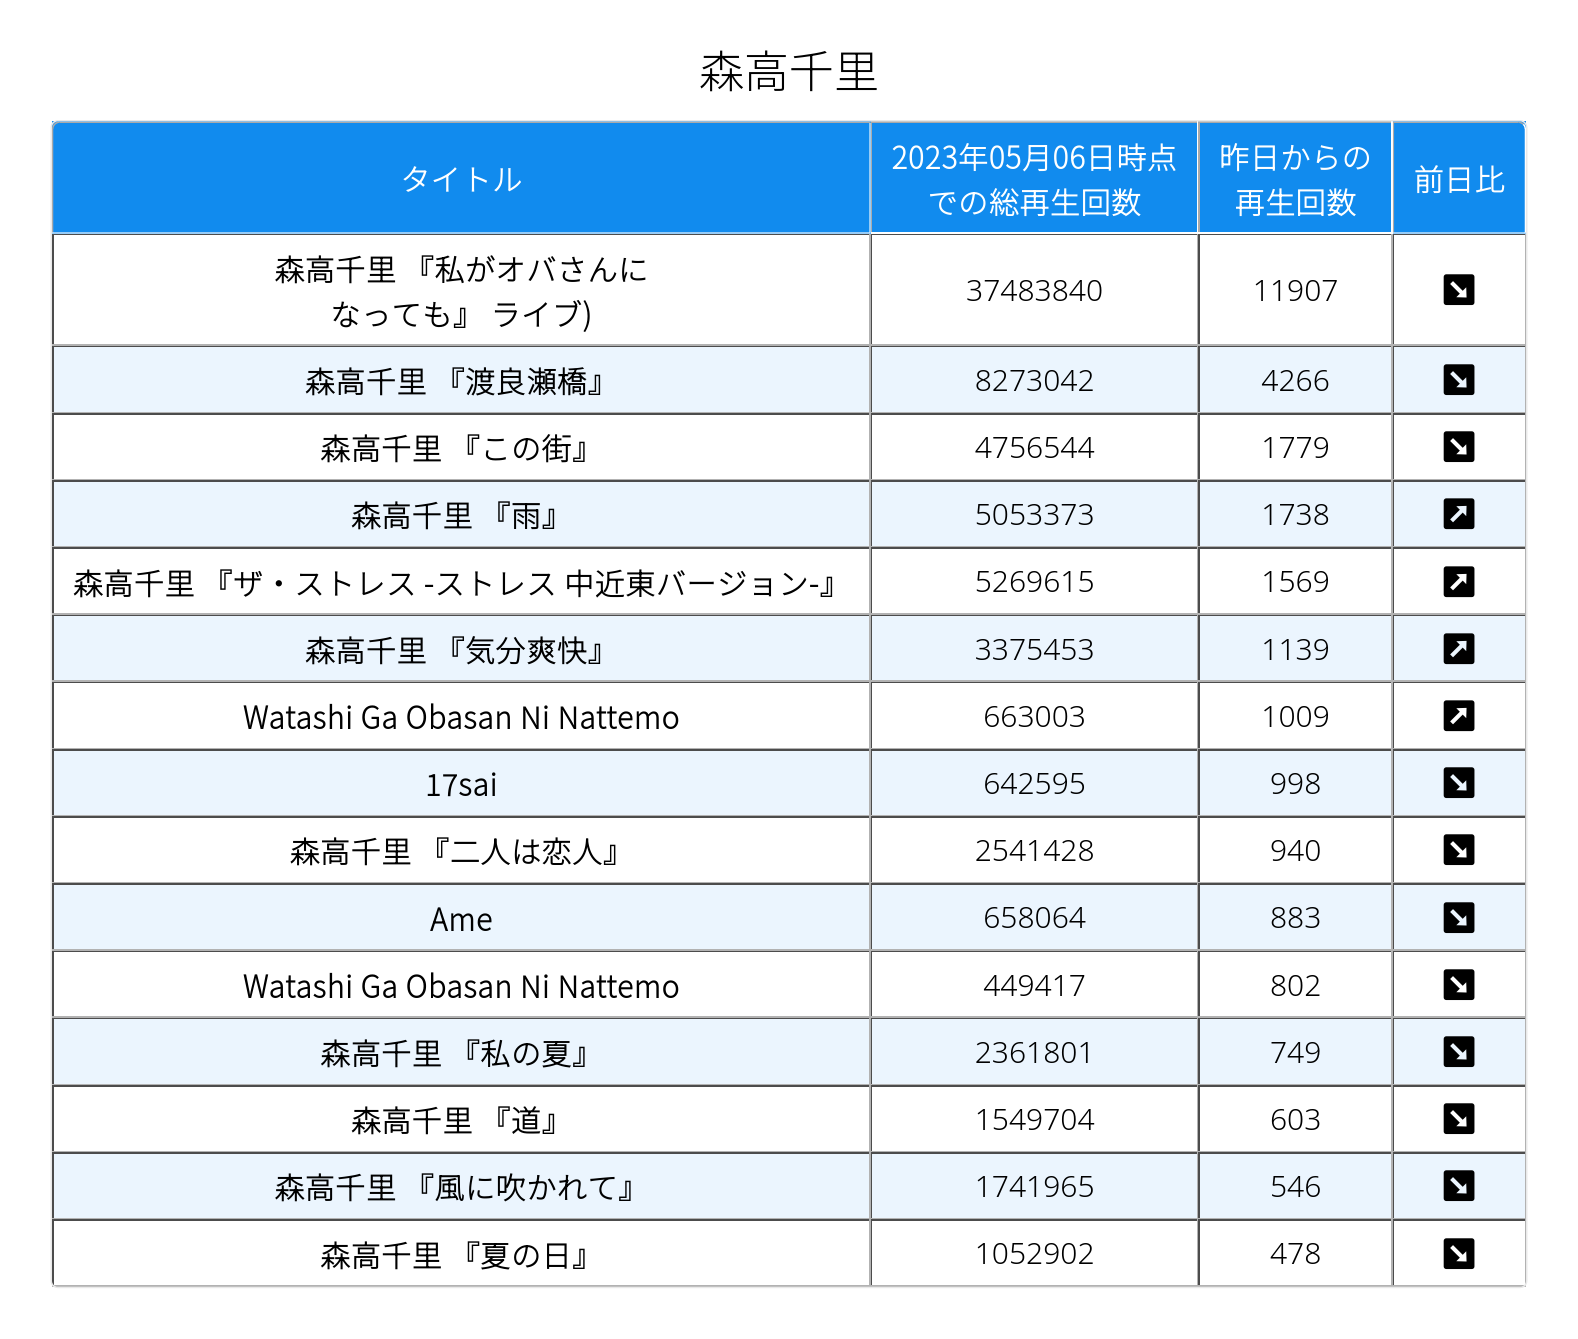 森高千里
タイトル
2023年05月06日時点
での総再生回数
昨日からの
再生回数
前日比
森高千里 『私がオバさんに
なっても』 ライブ)
37483840
11907
森高千里 『渡良瀬橋』
8273042
4266
森高千里 『この街』
4756544
1779
森高千里 『雨』
5053373
1738
森高千里 『ザ・ストレス -ストレス 中近東バージョン-』
5269615
1569
森高千里 『気分爽快』
3375453
1139
Watashi Ga Obasan Ni Nattemo
663003
1009
17sai
642595
998
森高千里 『二人は恋人』
2541428
940
Ame
658064
883
Watashi Ga Obasan Ni Nattemo
449417
802
森高千里 『私の夏』
2361801
749
森高千里 『道』
1549704
603
森高千里 『風に吹かれて』
1741965
546
森高千里 『夏の日』
1052902
478